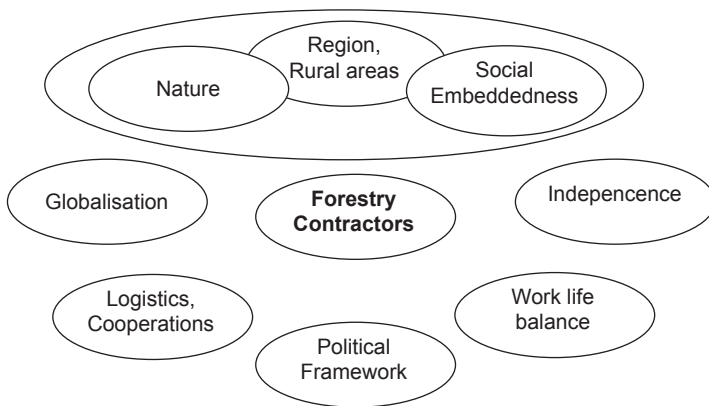 Region,
Rural areas
Nature
Social
Embeddedness
Globalisation
Forestry
Contractors
Indepencence
Logistics,
Cooperations
Work life
balance
Political
Framework